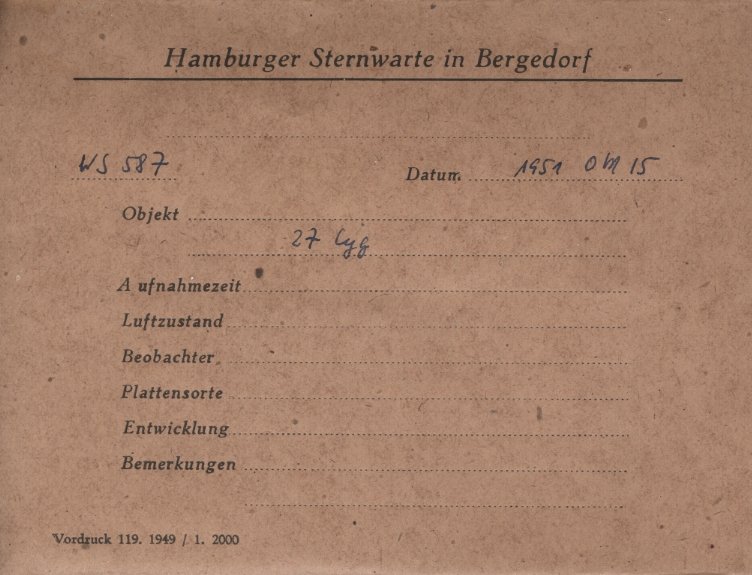 Hamburger Sternwarte in Bergedorf
WS 587 Datum 1951 Okt 15
Objekt
27 Cyg
Aufnahmezeit
Luftzustand
Beobachter
Plattensorte
Entwicklung
Bemerkungen
Vordruck 119. 1949 / 1. 2000